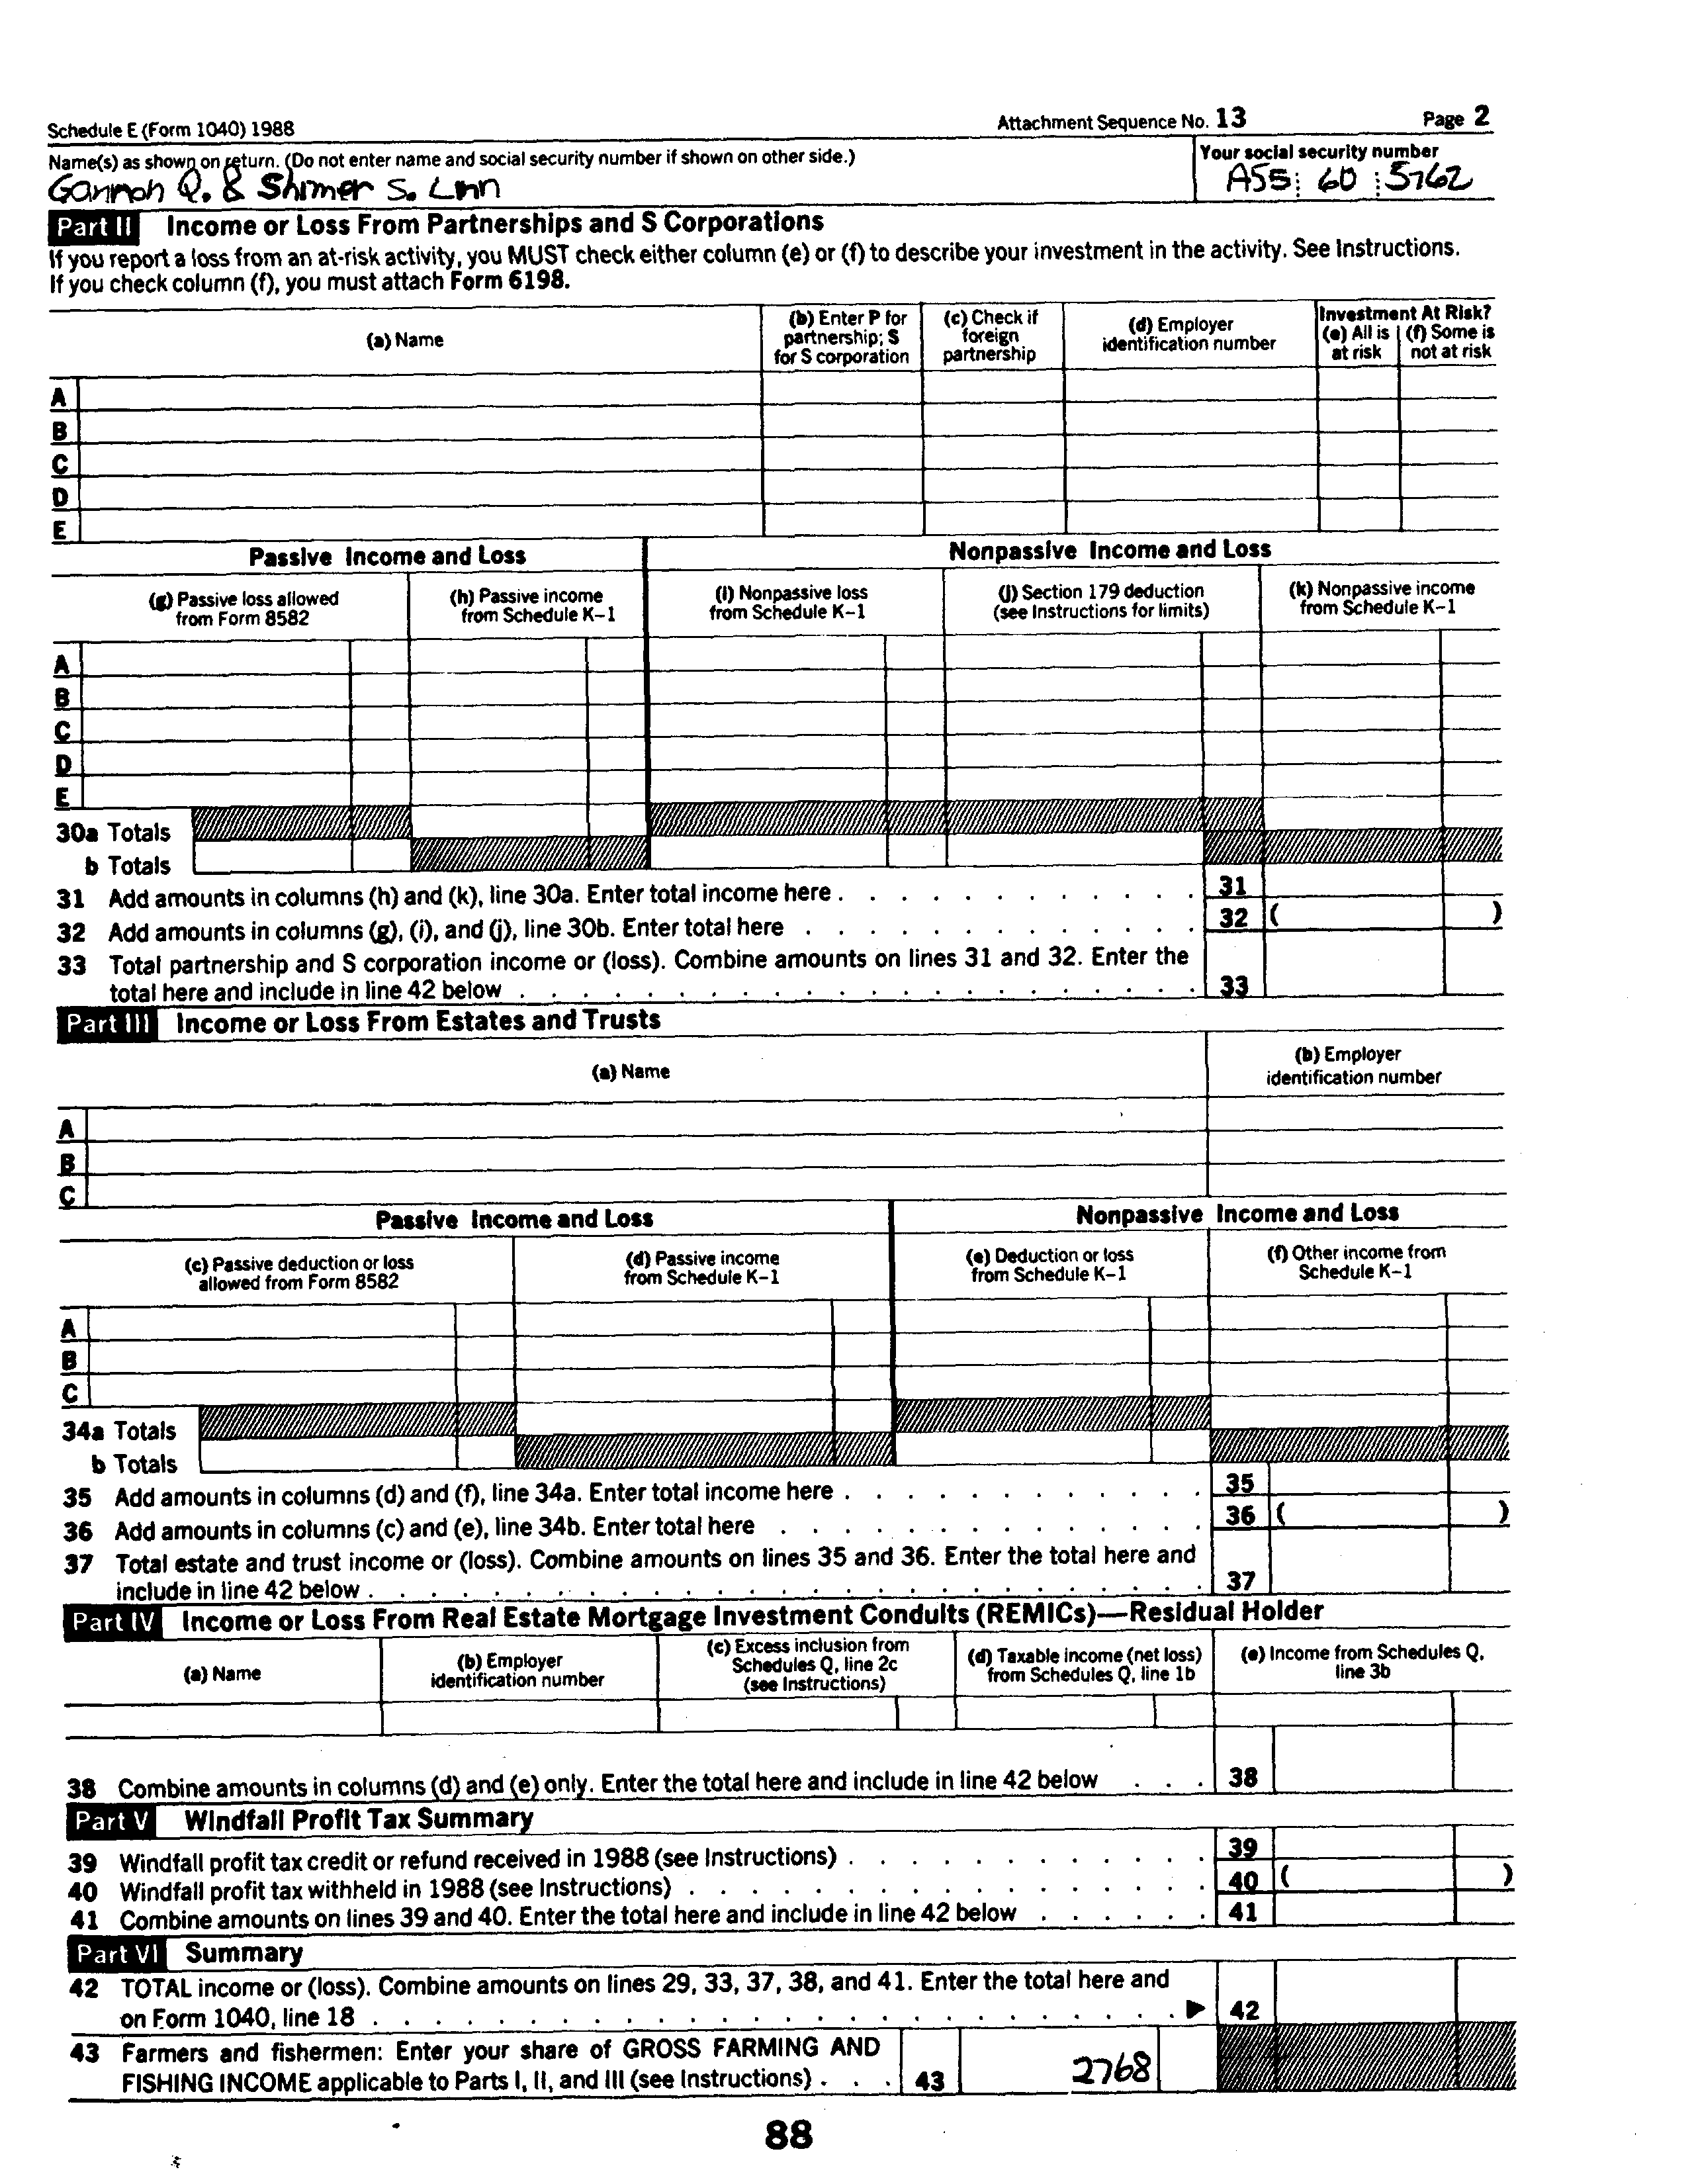 Schedule E (Form 1040) 1988 Attachment Sequence No. 13 Page 2
Name(s) as shown on return. (Do not enter name and social security number if shown on other side.) Your social security number
Q. & Shimer S. 60 5762
Part II Income or Loss From Partnerships and S Corporations
If you report a loss from an at-risk activity, you MUST check either column (e) or (f) to describe your investment in the activity. See Instructions.
If you check column (f), you must attach Form 6198.
(a) Name
(b) Enter P for
partnership; S
for S corporation
(c) Check if
foreign
partnership
(d) Employer
identification number
Investment At Risk?
(e) All is
at risk
(f) Some is
not at risk
A
B
C
D
E
Passive Income and Loss Nonpassive Income and Loss
(g) Passive loss allowed
from Form 8582
(h) Passive income
from Schedule K–1
(i) Nonpassive loss
from Schedule K–1
(j) Section 179 deduction
(see Instructions for limits)
(k) Nonpassive income
from Schedule K–1
A
B
C
D
E
30a Totals
b Totals
31 Add amounts in columns (h) and (k), line 30a. Enter total income here . . . . . . . . . . . . 31
32 Add amounts in columns (g), (i), and (j), line 30b. Enter total here . . . . . . . . . . . . . 32 ( )
33 Total partnership and S corporation income or (loss). Combine amounts on lines 31 and 32. Enter the
total here and include in line 42 below . . . . . . . . . . . . . . . . . . . . . . 33
Part III Income or Loss From Estates and Trusts
(a) Name
(b) Employer
identification number
A
B
C
Passive Income and Loss Nonpassive Income and Loss
(c) Passive deduction or loss
allowed from Form 8582
(d) Passive income
from Schedule K–1
(e) Deduction or loss
from Schedule K–1
(f) Other income from
Schedule K–1
A
B
C
34a Totals
b Totals
35 Add amounts in columns (d) and (f), line 34a. Enter total income here . . . . . . . . . . . . 35
36 Add amounts in columns (c) and (e), line 34b. Enter total here . . . . . . . . . . . . . . 36 ( )
37 Total estate and trust income or (loss). Combine amounts on lines 35 and 36. Enter the total here and
include in line 42 below . . . . . . . . . . . . . . . . . . . . . . . . . . . 37
Part IV Income or Loss From Real Estate Mortgage Investment Conduits (REMICs)—Residual Holder
(a) Name
(b) Employer
identification number
(c) Excess inclusion from
Schedules Q, line 2c
(see Instructions)
(d) Taxable income (net loss)
from Schedules Q, line 1b
(e) Income from Schedules Q,
line 3b
38 Combine amounts in columns (d) and (e) only. Enter the total here and include in line 42 below . . . 38
Part V Windfall Profit Tax Summary
39 Windfall profit tax credit or refund received in 1988 (see Instructions) . . . . . . . . . . . . 39
40 Windfall profit tax withheld in 1988 (see Instructions) . . . . . . . . . . . . . . . . . 40 ( )
41 Combine amounts on lines 39 and 40. Enter the total here and include in line 42 below . . . . . . 41
Part VI Summary
42 TOTAL income or (loss). Combine amounts on lines 29, 33, 37, 38, and 41. Enter the total here and
on Form 1040, line 18 . . . . . . . . . . . . . . . . . . . . . . . . . . ▶ 42
43 Farmers and fishermen: Enter your share of GROSS FARMING AND
FISHING INCOME applicable to Parts I, II, and III (see Instructions) . . . 43 2768
88